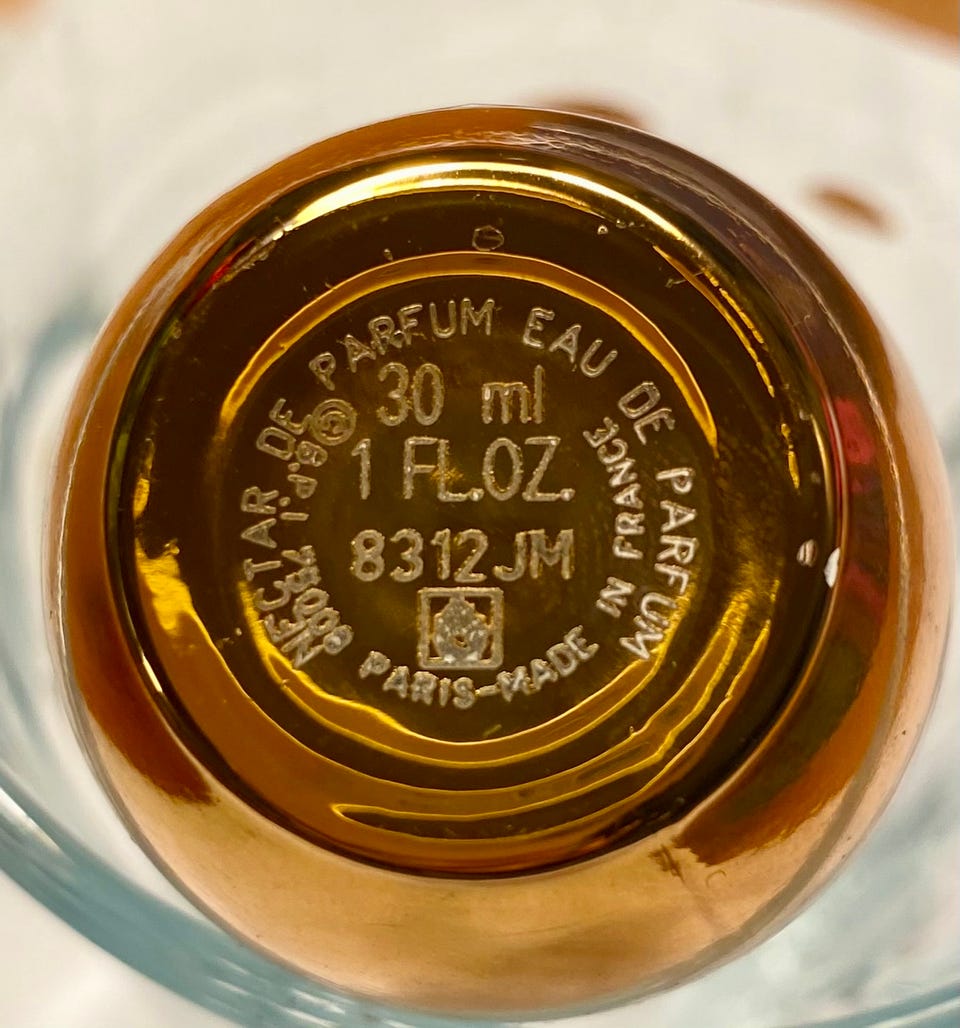 NECTAR DE PARFUM EAU DE PARFUM
30 ml
1 FL.OZ.
8312JM
PARIS-MADE IN FRANCE